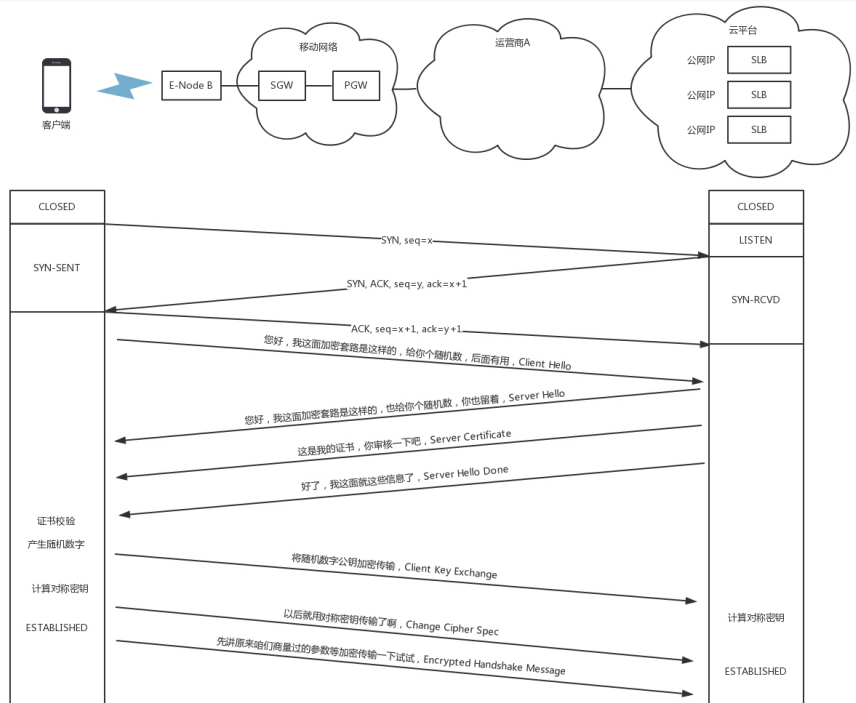 移动网络
运营商A
云平台
公网IP SLB
E-Node B SGW PGW
公网IP SLB
客户端
公网IP SLB
CLOSED CLOSED
SYN, seq=x LISTEN
SYN-SENT
SYN, ACK, seq=y, ack=x+1
SYN-RCVD
ACK, seq=x+1, ack=y+1
您好，我这面加密套路是这样的，给你个随机数，后面有用，Client Hello
您好，我这面加密套路是这样的，也给你个随机数，你也留着，Server Hello
这是我的证书，你审核一下吧，Server Certificate
好了，我这面就这些信息了，Server Hello Done
证书校验
产生随机数字
将随机数字公钥加密传输，Client Key Exchange
计算对称密钥
以后就用对称密钥传输了啊，Change Cipher Spec
计算对称密钥
ESTABLISHED
先讲原来咱们商量过的参数等加密传输一下试试，Encrypted Handshake Message
ESTABLISHED